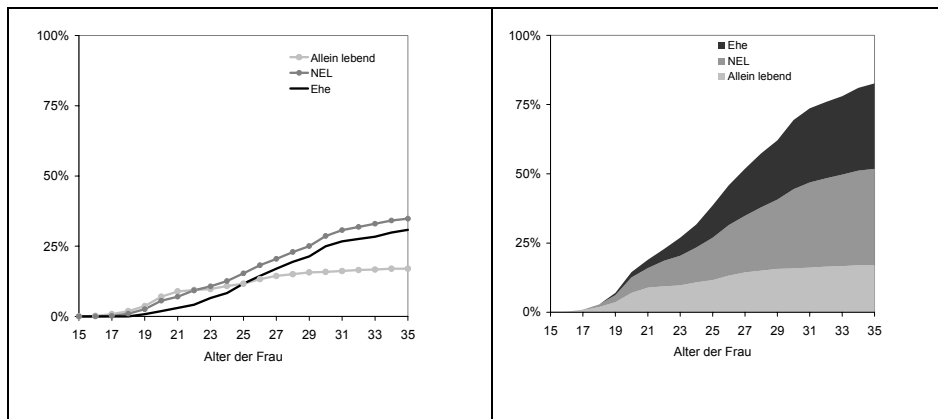 100%
75%
50%
25%
0%
Allein lebend
NEL
Ehe
15 17 19 21 23 25 27 29 31 33 35
Alter der Frau
100%
75%
50%
25%
0%
Ehe
NEL
Allein lebend
15 17 19 21 23 25 27 29 31 33 35
Alter der Frau